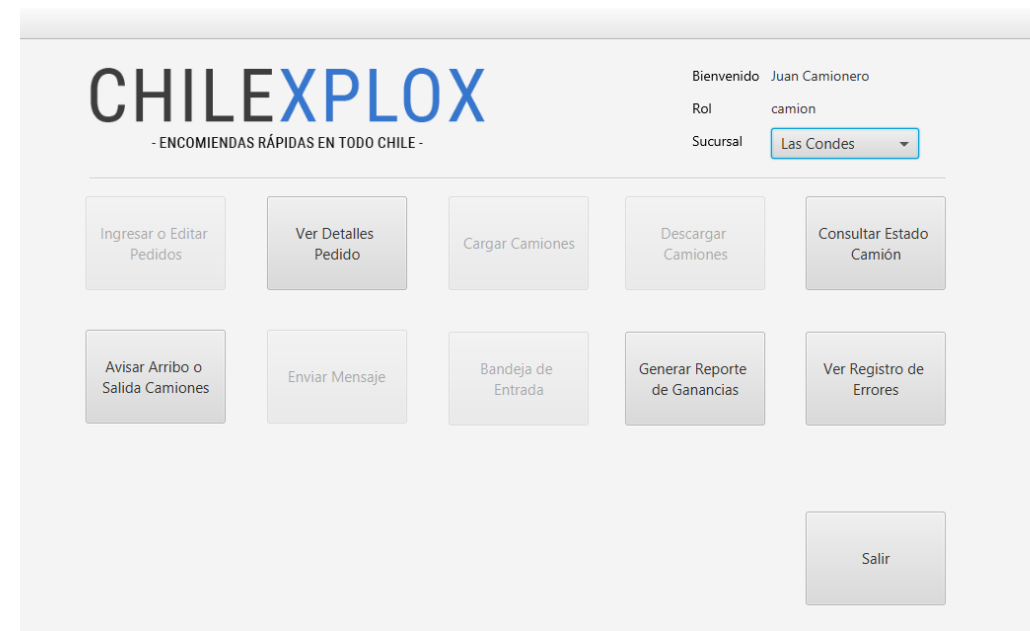 CHILEXPLOX
- ENCOMIENDAS RÁPIDAS EN TODO CHILE -
Bienvenido Juan Camionero
Rol camion
Sucursal Las Condes
Ingresar o Editar
Pedidos
Ver Detalles
Pedido
Cargar Camiones
Descargar
Camiones
Consultar Estado
Camión
Avisar Arribo o
Salida Camiones
Enviar Mensaje
Bandeja de
Entrada
Generar Reporte
de Ganancias
Ver Registro de
Errores
Salir